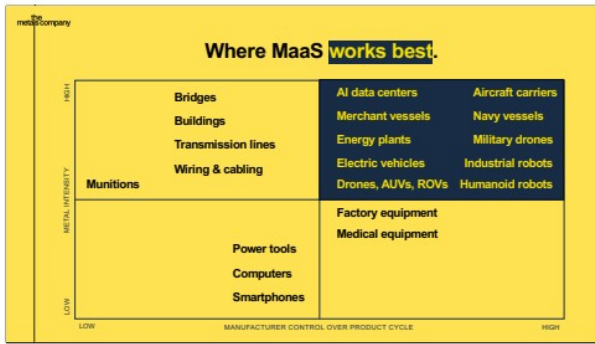 the
metals company
Where MaaS works best.
HIGH
METAL INTENSITY
LOW
Bridges
Buildings
Transmission lines
Wiring & cabling
Munitions
AI data centers
Merchant vessels
Energy plants
Electric vehicles
Drones, AUVs, ROVs
Aircraft carriers
Navy vessels
Military drones
Industrial robots
Humanoid robots
Power tools
Computers
Smartphones
Factory equipment
Medical equipment
LOW
MANUFACTURER CONTROL OVER PRODUCT CYCLE
HIGH